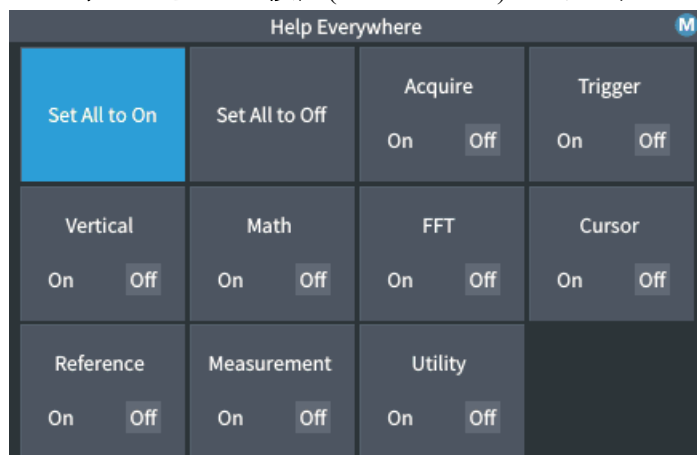 Help Everywhere
M
Set All to On
Set All to Off
Acquire
On Off
Trigger
On Off
Vertical
On Off
Math
On Off
FFT
On Off
Cursor
On Off
Reference
On Off
Measurement
On Off
Utility
On Off